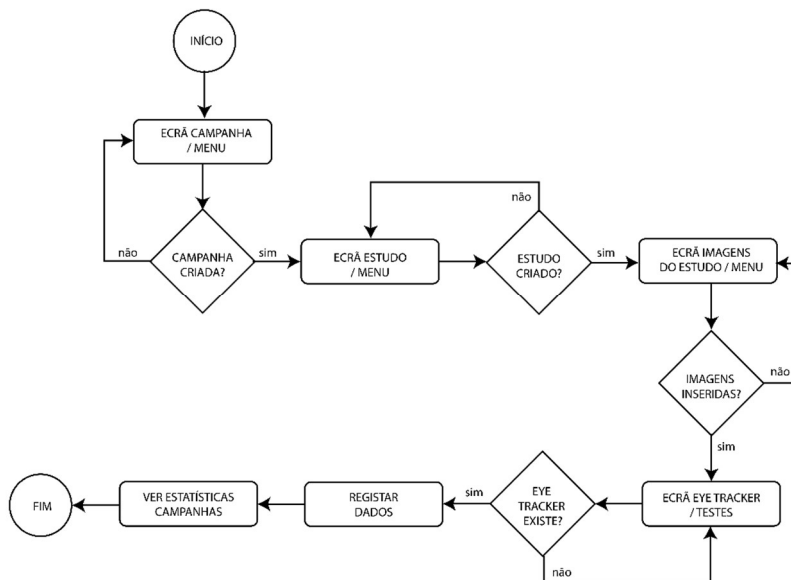 INÍCIO
ECRÃ CAMPANHA
/ MENU
não
CAMPANHA
CRIADA?
sim
ECRÃ ESTUDO
/ MENU
não
ESTUDO
CRIADO?
sim
ECRÃ IMAGENS
DO ESTUDO / MENU
IMAGENS
INSERIDAS?
não
sim
ECRÃ EYE TRACKER
/ TESTES
EYE
TRACKER
EXISTE?
não
sim
REGISTAR
DADOS
VER ESTATÍSTICAS
CAMPANHAS
FIM